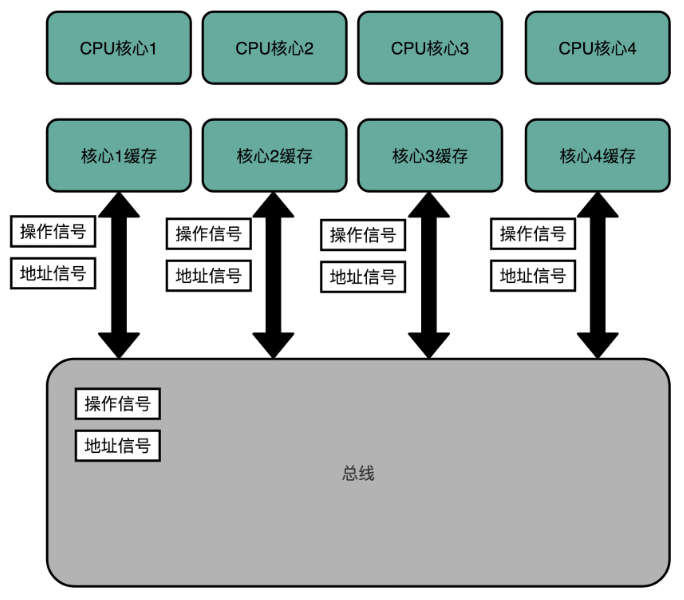 CPU核心1
CPU核心2
CPU核心3
CPU核心4
核心1缓存
核心2缓存
核心3缓存
核心4缓存
操作信号
地址信号
操作信号
地址信号
操作信号
地址信号
操作信号
地址信号
操作信号
地址信号
总线